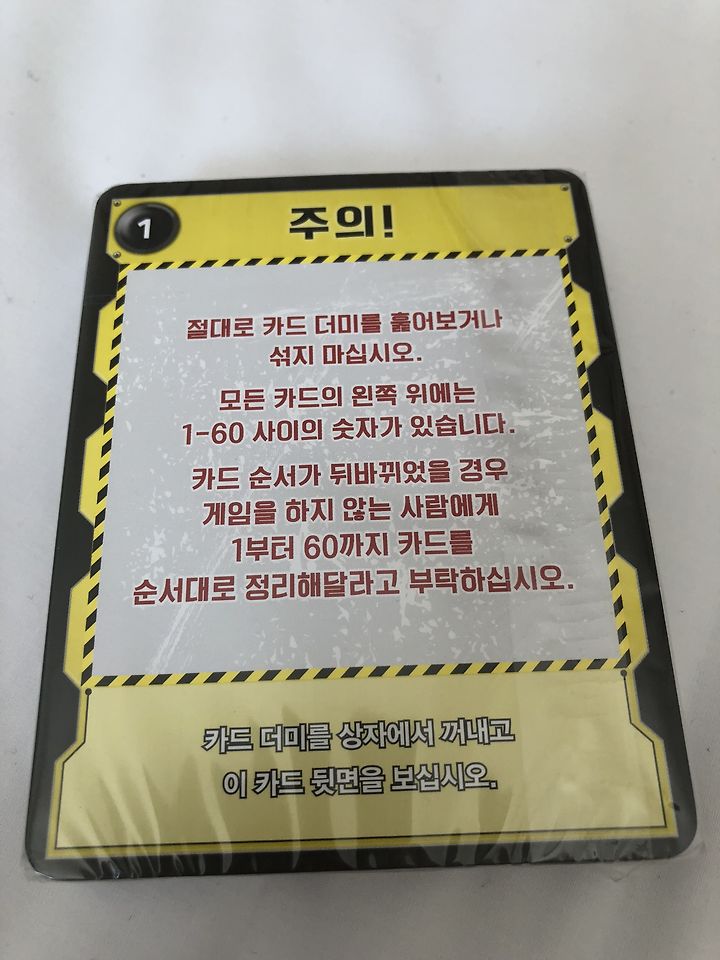 1
주의!
절대로 카드 더미를 훑어보거나
섞지 마십시오.
모든 카드의 왼쪽 위에는
1-60 사이의 숫자가 있습니다.
카드 순서가 뒤바뀌었을 경우
게임을 하지 않는 사람에게
1부터 60까지 카드를
순서대로 정리해달라고 부탁하십시오.
카드 더미를 상자에서 꺼내고
이 카드 뒷면을 보십시오.